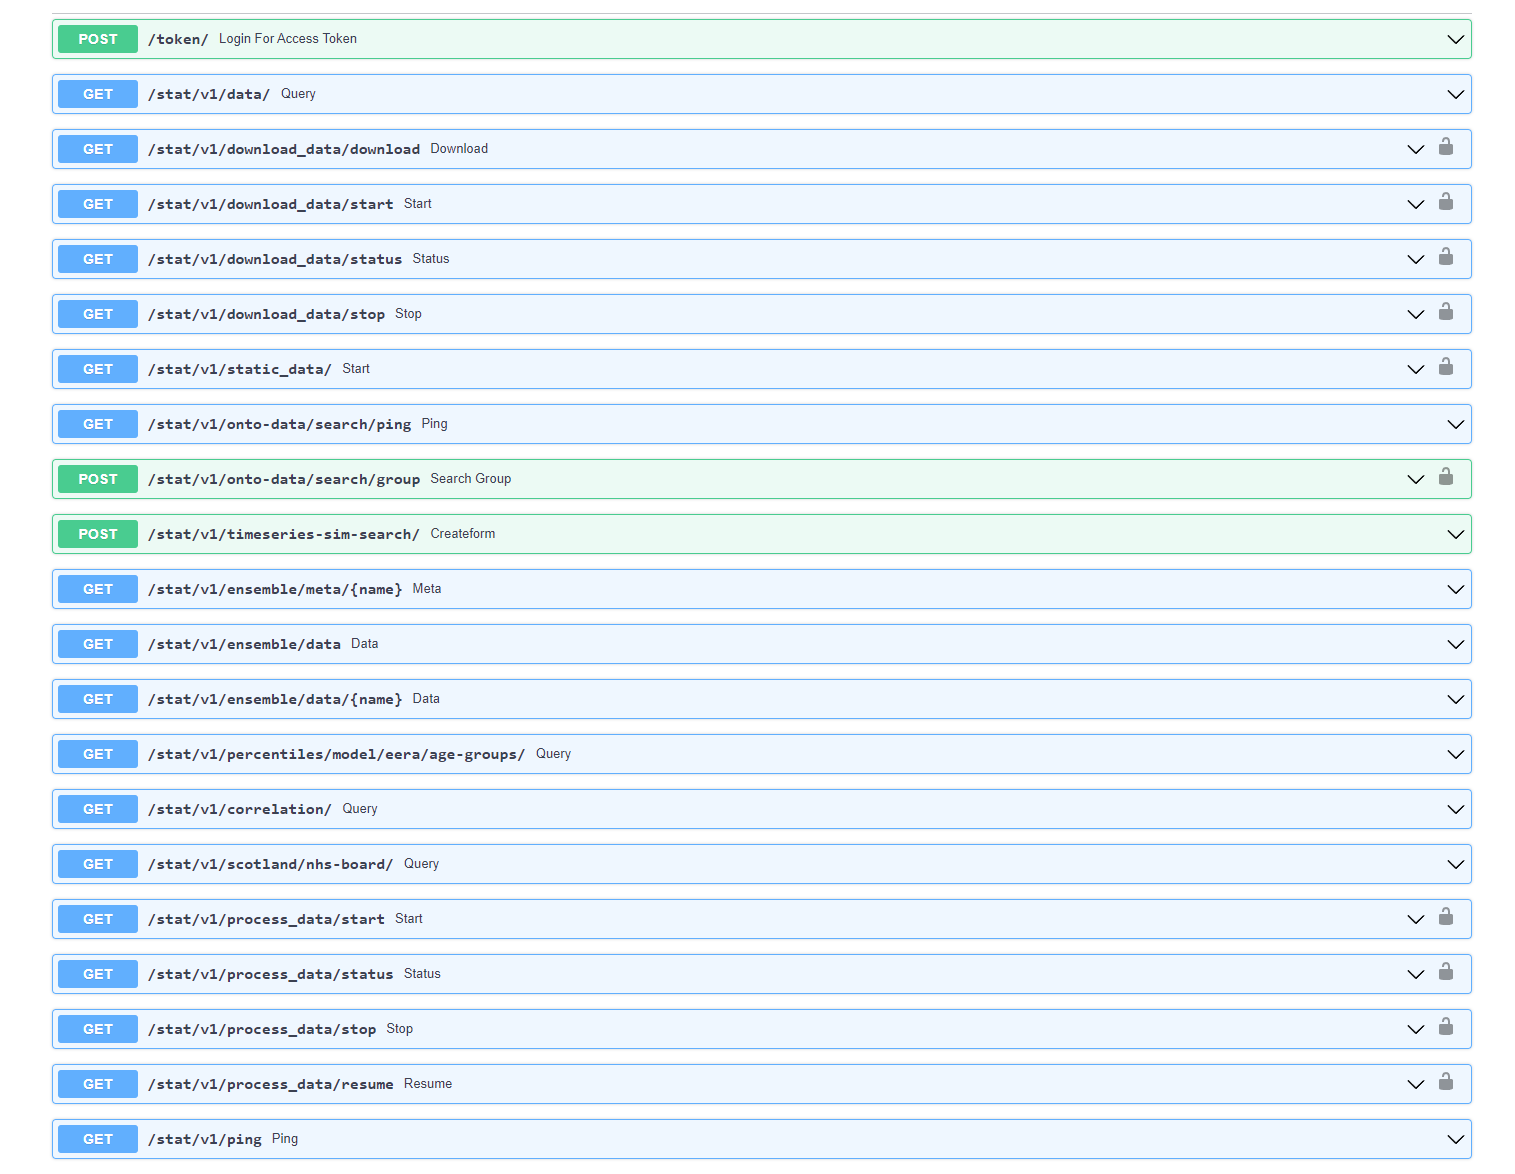 POST /token/ Login For Access Token
GET /stat/v1/data/ Query
GET /stat/v1/download_data/download Download
GET /stat/v1/download_data/start Start
GET /stat/v1/download_data/status Status
GET /stat/v1/download_data/stop Stop
GET /stat/v1/static_data/ Start
GET /stat/v1/onto-data/search/ping Ping
POST /stat/v1/onto-data/search/group Search Group
POST /stat/v1/timeseries-sim-search/ Createform
GET /stat/v1/ensemble/meta/{name} Meta
GET /stat/v1/ensemble/data Data
GET /stat/v1/ensemble/data/{name} Data
GET /stat/v1/percentiles/model/eera/age-groups/ Query
GET /stat/v1/correlation/ Query
GET /stat/v1/scotland/nhs-board/ Query
GET /stat/v1/process_data/start Start
GET /stat/v1/process_data/status Status
GET /stat/v1/process_data/stop Stop
GET /stat/v1/process_data/resume Resume
GET /stat/v1/ping Ping